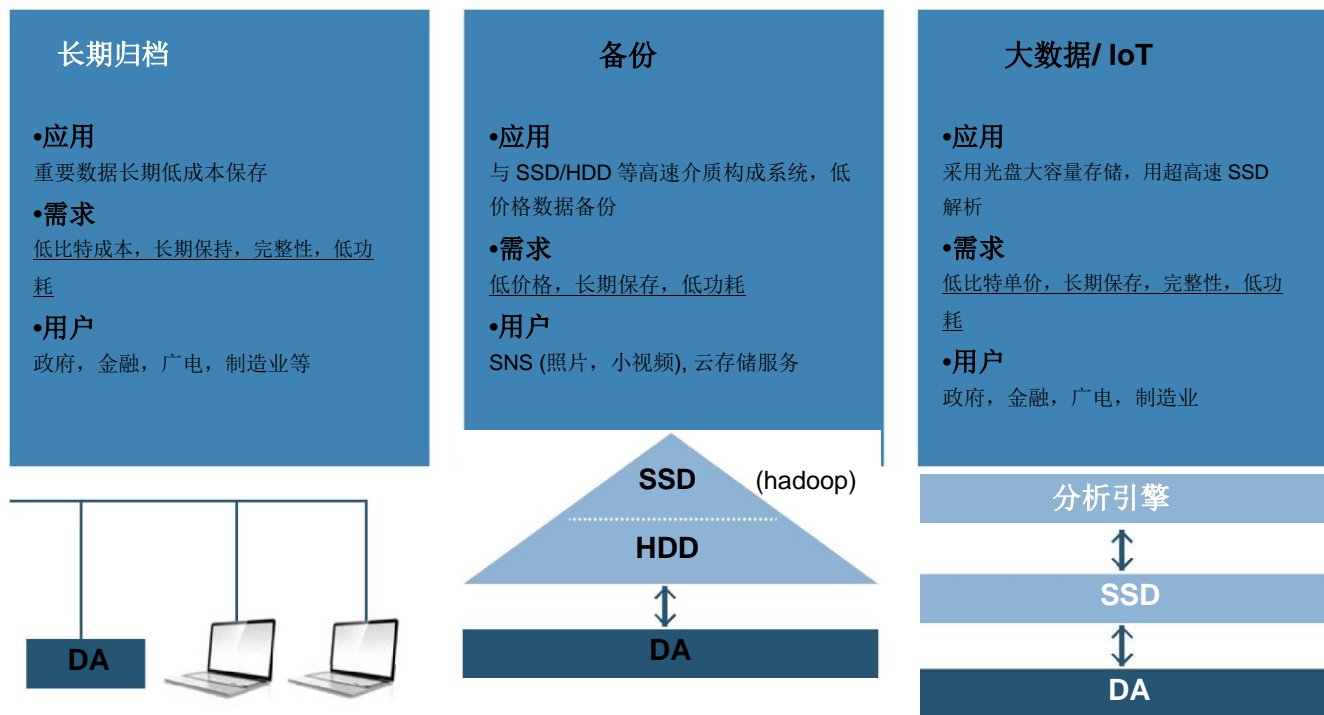 长期归档
•应用
重要数据长期低成本保存
•需求
低比特成本，长期保持，完整性，低功
耗
•用户
政府，金融，广电，制造业等
DA
备份
•应用
与 SSD/HDD 等高速介质构成系统，低
价格数据备份
•需求
低价格，长期保存，低功耗
•用户
SNS (照片，小视频), 云存储服务
SSD (hadoop)
HDD
DA
大数据/ IoT
•应用
采用光盘大容量存储，用超高速 SSD
解析
•需求
低比特单价，长期保存，完整性，低功
耗
•用户
政府，金融，广电，制造业
分析引擎
SSD
DA